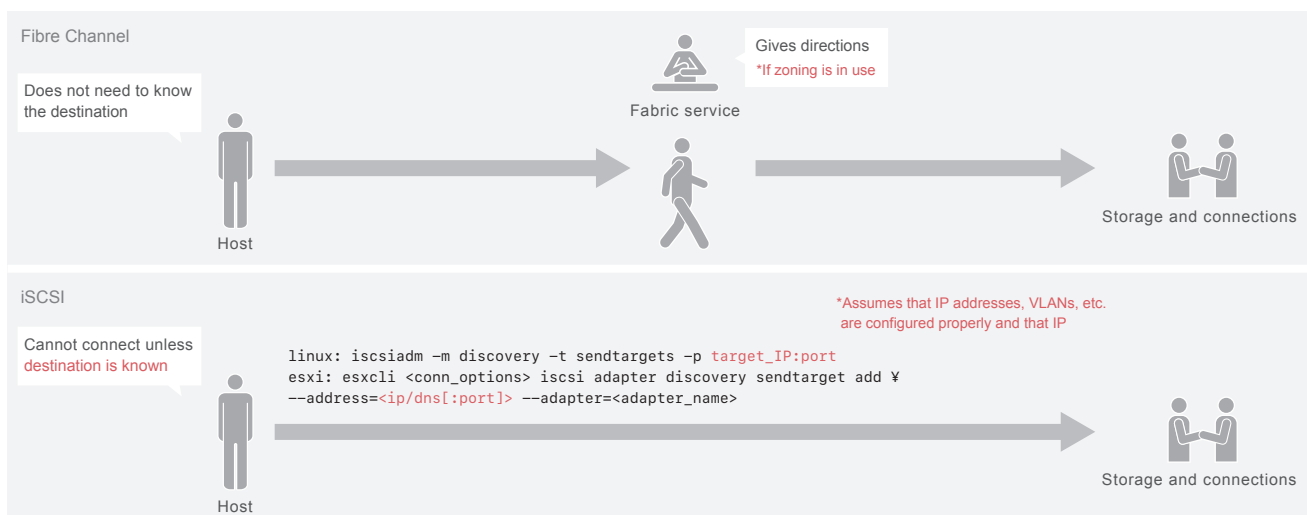 Fibre Channel
Gives directions
*If zoning is in use
Does not need to know
the destination
Fabric service
Host
Storage and connections
iSCSI
*Assumes that IP addresses, VLANs, etc.
are configured properly and that IP
Cannot connect unless
destination is known
linux: iscsiadm –m discovery –t sendtargets –p target_IP:port
esxi: esxcli <conn_options> iscsi adapter discovery sendtarget add ¥
––address=<ip/dns[:port]> ––adapter=<adapter_name>
Storage and connections
Host